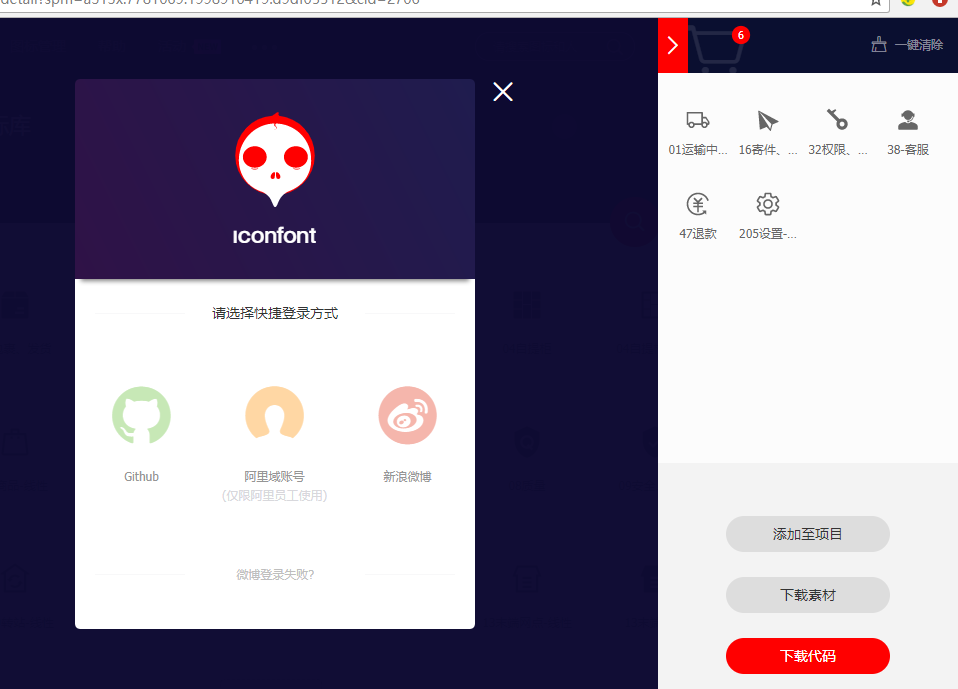 6
一键清除
iconfont
请选择快捷登录方式
Github
阿里域账号
(仅限阿里员工使用)
新浪微博
微博登录失败?
01运输中...
16寄件、...
32权限、...
38-客服
47退款
205设置-...
添加至项目
下载素材
下载代码